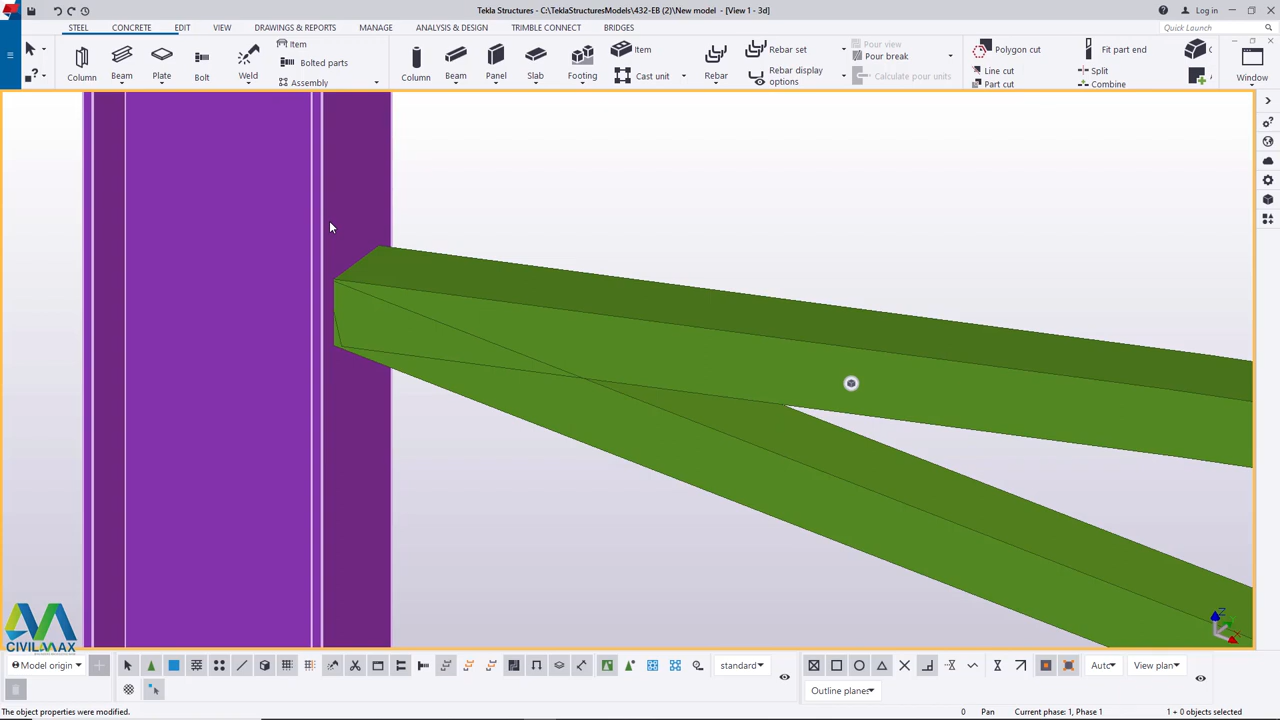 Tekla Structures - C:\TeklaStructuresModels\432-EB (2)\New model - [View 1 - 3d]
Log in
STEEL CONCRETE EDIT VIEW DRAWINGS & REPORTS MANAGE ANALYSIS & DESIGN TRIMBLE CONNECT BRIDGES
Quick Launch
Column Beam Plate Bolt Weld
Item
Bolted parts
Assembly
Column Beam Panel Slab Footing
Item
Cast unit
Rebar
Rebar set
Rebar display options
Pour view
Pour break
Calculate pour units
Polygon cut
Line cut
Part cut
Fit part end
Split
Combine
Window
CIVILMAX
Model origin
standard
Auto
View plan
Outline planes
The object properties were modified.
0 Pan Current phase: 1, Phase 1 1 + 0 objects selected